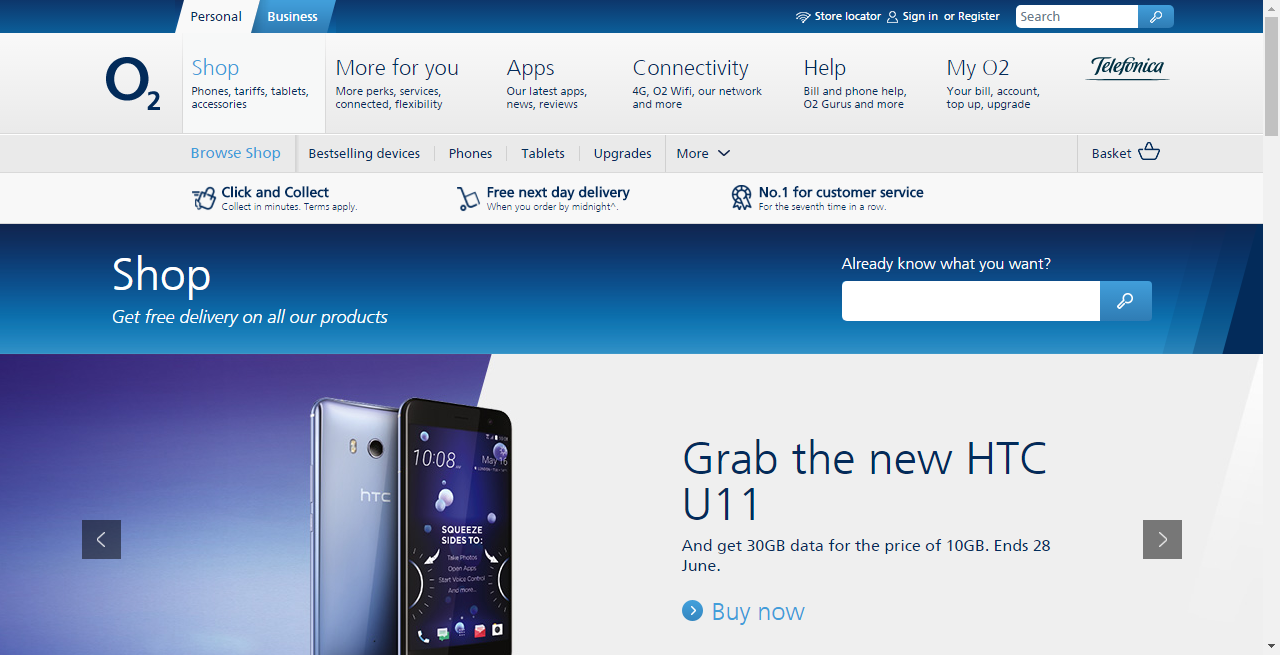 Personal
Business
Store locator
Sign in or Register
Search
O2
Shop
Phones, tariffs, tablets,
accessories
More for you
More perks, services,
connected, flexibility
Apps
Our latest apps,
news, reviews
Connectivity
4G, O2 Wifi, our network
and more
Help
Bill and phone help,
O2 Gurus and more
My O2
Your bill, account,
top up, upgrade
Telefónica
Browse Shop
Bestselling devices
Phones
Tablets
Upgrades
More
Basket
Click and Collect
Collect in minutes. Terms apply.
Free next day delivery
When you order by midnight^.
No.1 for customer service
For the seventh time in a row.
Shop
Get free delivery on all our products
Already know what you want?
10:08
May 16
htc
SQUEEZE
SIDES TO:
Take Photos
Open Apps
Start Voice Control
And more...
Grab the new HTC
U11
And get 30GB data for the price of 10GB. Ends 28
June.
Buy now